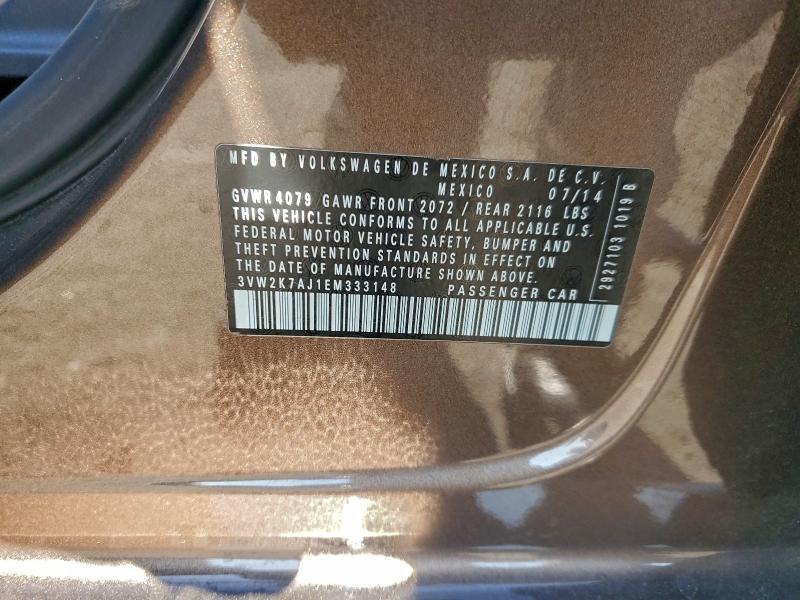 MFD BY VOLKSWAGEN DE MEXICO S.A. DE C.V.
MEXICO 07/14
GVWR 4079 GAWR FRONT 2072 / REAR 2116 LBS
THIS VEHICLE CONFORMS TO ALL APPLICABLE U.S.
FEDERAL MOTOR VEHICLE SAFETY, BUMPER AND
THEFT PREVENTION STANDARDS IN EFFECT ON
THE DATE OF MANUFACTURE SHOWN ABOVE.
3VW2K7AJ1EM333148 PASSENGER CAR
2927103 1019 B